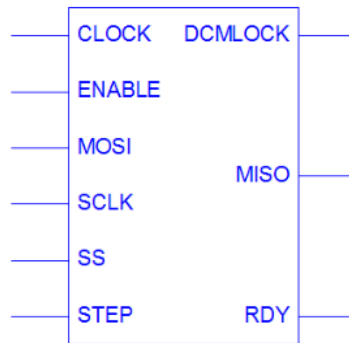 CLOCK DCMLOCK
ENABLE
MOSI
MISO
SCLK
SS
STEP RDY